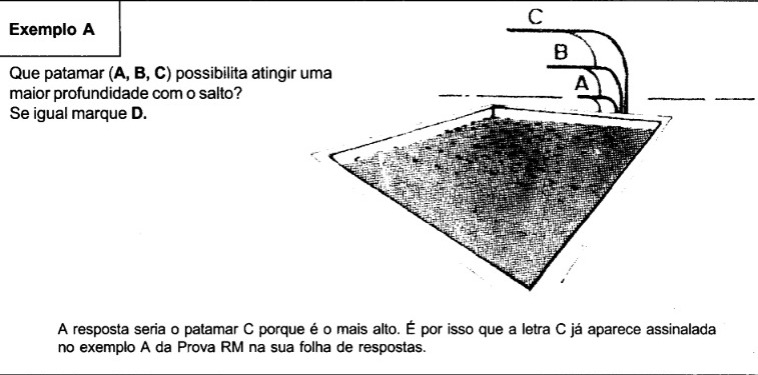 Exemplo A
Que patamar (A, B, C) possibilita atingir uma
maior profundidade com o salto?
Se igual marque D.
C
B
A
A resposta seria o patamar C porque é o mais alto. É por isso que a letra C já aparece assinalada
no exemplo A da Prova RM na sua folha de respostas.